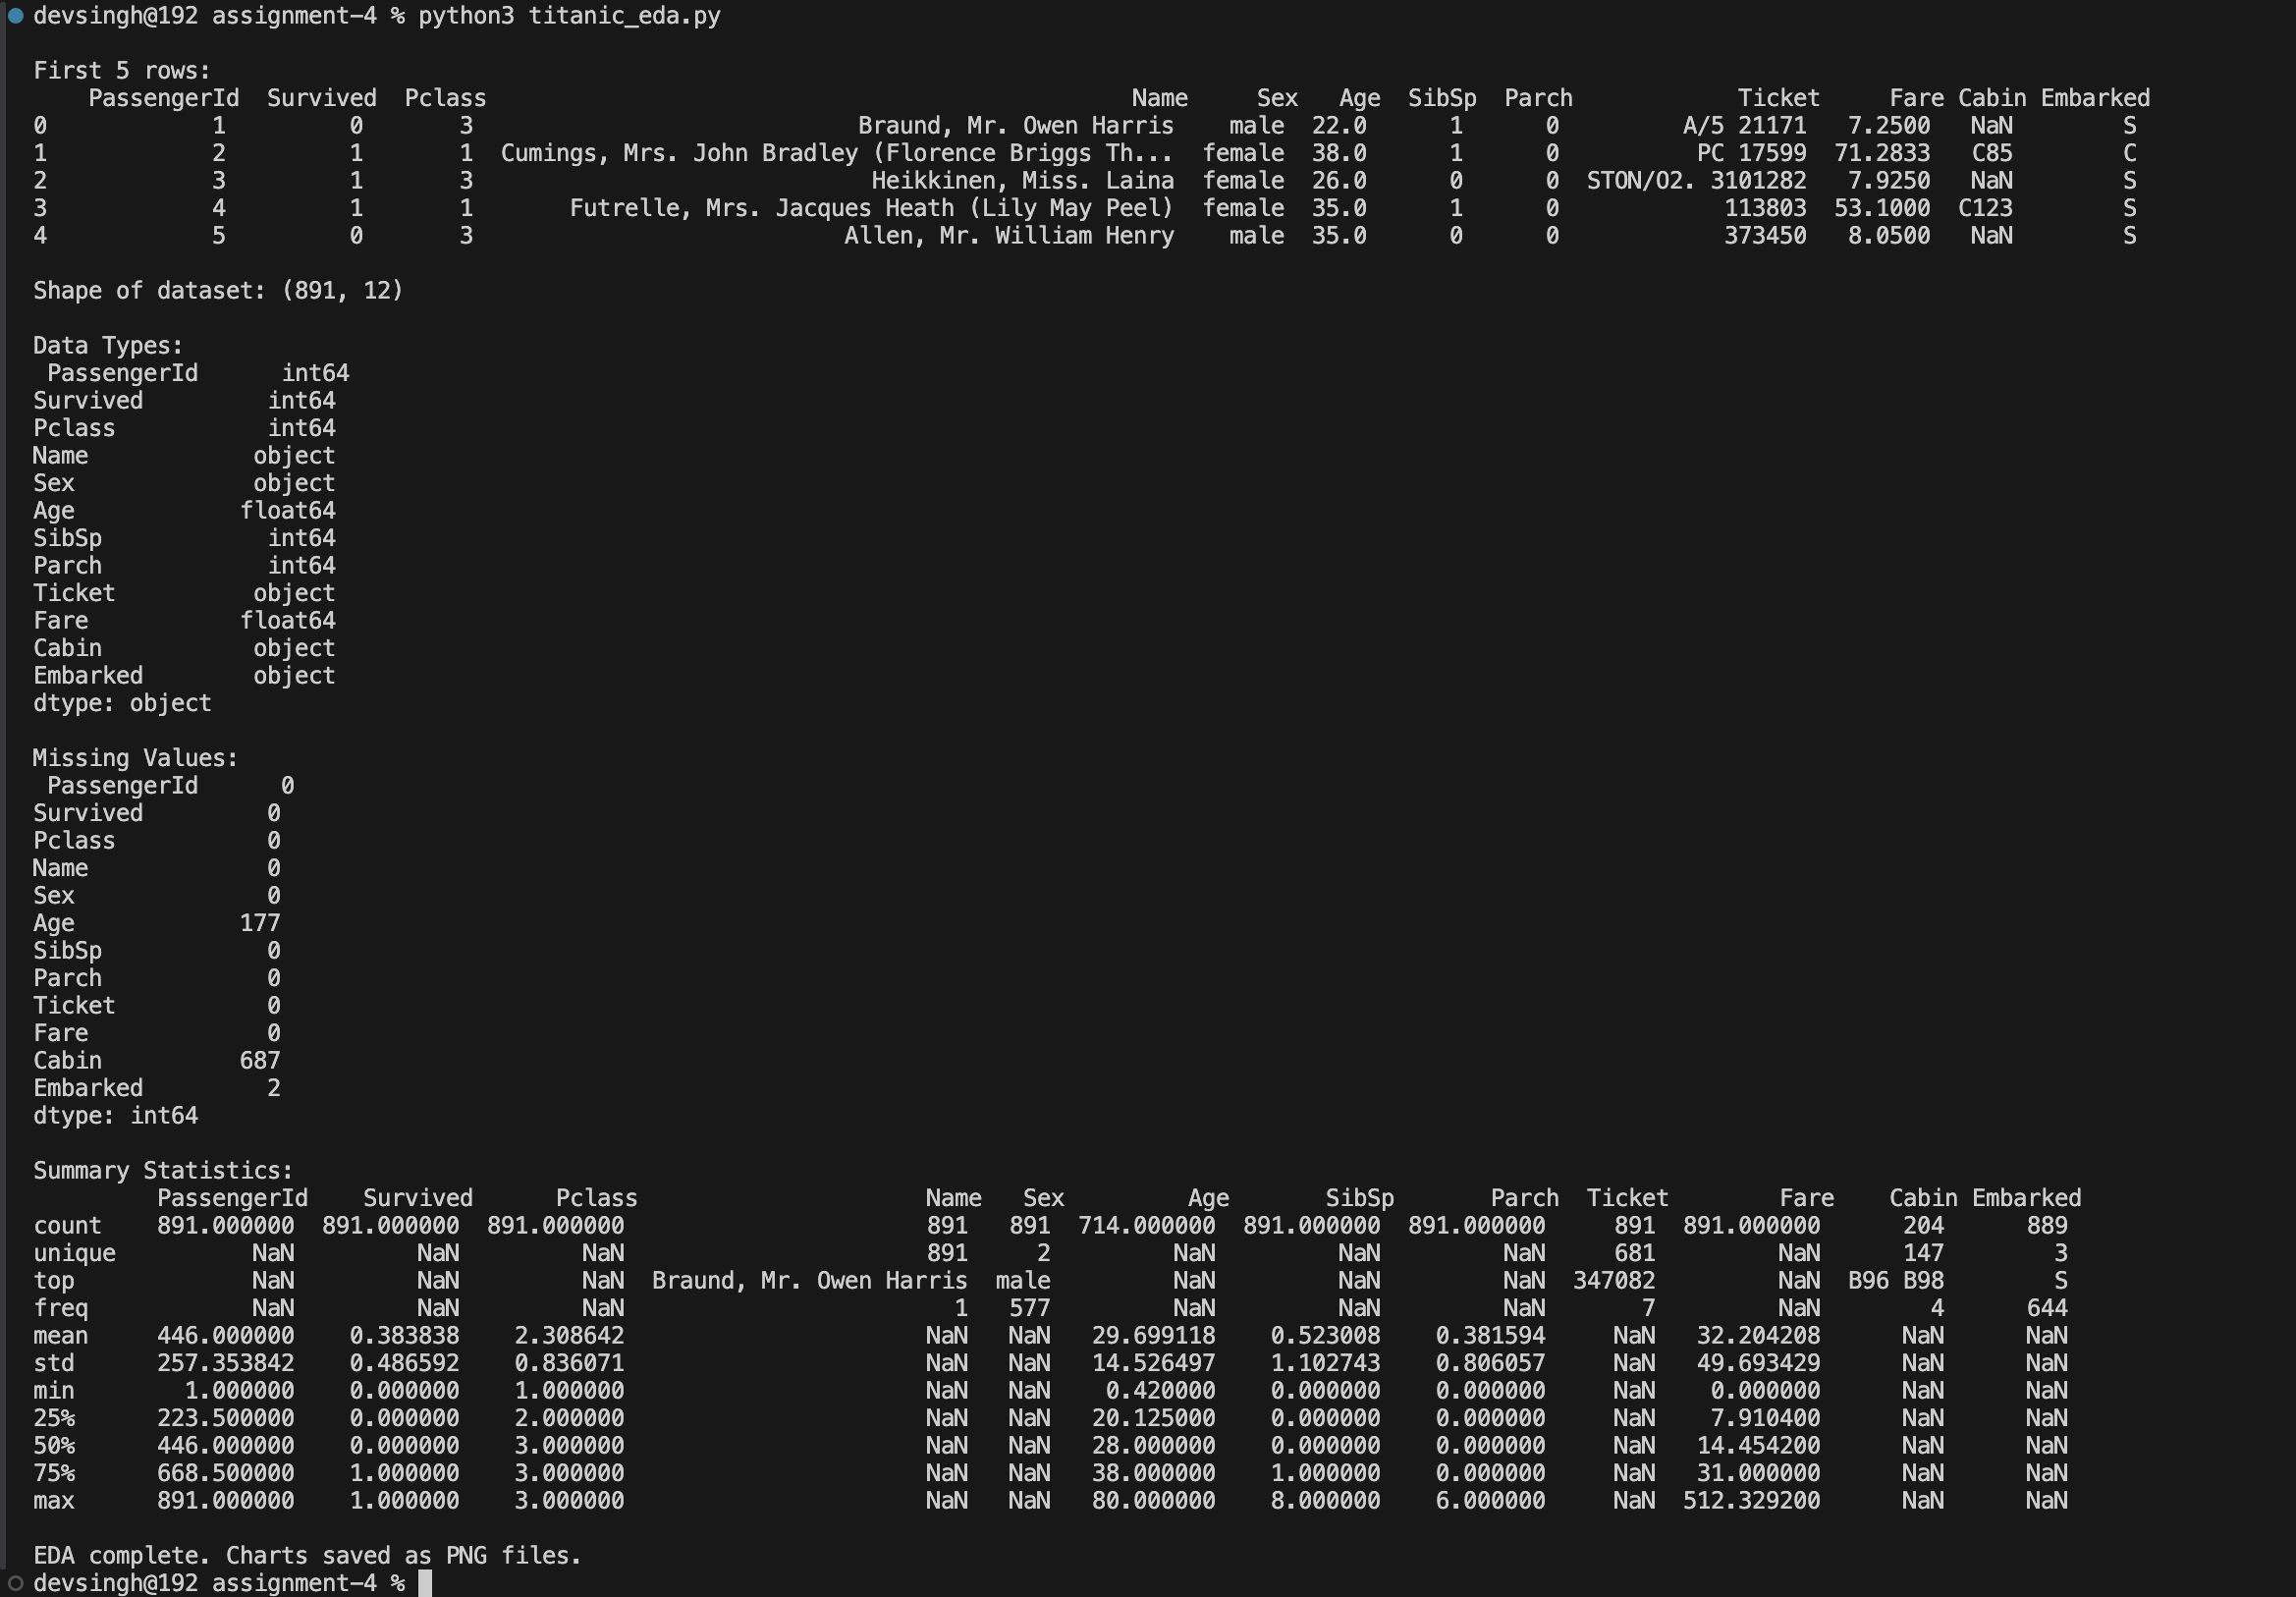 devsingh@192 assignment-4 % python3 titanic_eda.py
First 5 rows:
PassengerId  Survived  Pclass                                               Name     Sex   Age  SibSp  Parch            Ticket     Fare Cabin Embarked
0            1         0       3                            Braund, Mr. Owen Harris    male  22.0      1      0         A/5 21171   7.2500   NaN        S
1            2         1       1  Cumings, Mrs. John Bradley (Florence Briggs Th...  female  38.0      1      0          PC 17599  71.2833   C85        C
2            3         1       3                             Heikkinen, Miss. Laina  female  26.0      0      0  STON/O2. 3101282   7.9250   NaN        S
3            4         1       1       Futrelle, Mrs. Jacques Heath (Lily May Peel)  female  35.0      1      0            113803  53.1000  C123        S
4            5         0       3                           Allen, Mr. William Henry    male  35.0      0      0            373450   8.0500   NaN        S
Shape of dataset: (891, 12)
Data Types:
PassengerId      int64
Survived         int64
Pclass           int64
Name            object
Sex             object
Age            float64
SibSp            int64
Parch            int64
Ticket          object
Fare           float64
Cabin           object
Embarked        object
dtype: object
Missing Values:
PassengerId      0
Survived         0
Pclass           0
Name             0
Sex              0
Age            177
SibSp            0
Parch            0
Ticket           0
Fare             0
Cabin          687
Embarked         2
dtype: int64
Summary Statistics:
PassengerId    Survived      Pclass                     Name   Sex         Age       SibSp       Parch  Ticket        Fare    Cabin Embarked
count    891.000000  891.000000  891.000000                      891   891  714.000000  891.000000  891.000000     891  891.000000      204      889
unique          NaN         NaN         NaN                      891     2         NaN         NaN         NaN     681         NaN      147        3
top             NaN         NaN         NaN  Braund, Mr. Owen Harris  male         NaN         NaN         NaN  347082         NaN  B96 B98        S
freq            NaN         NaN         NaN                        1   577         NaN         NaN         NaN       7         NaN        4      644
mean     446.000000    0.383838    2.308642                      NaN   NaN   29.699118    0.523008    0.381594     NaN   32.204208      NaN      NaN
std      257.353842    0.486592    0.836071                      NaN   NaN   14.526497    1.102743    0.806057     NaN   49.693429      NaN      NaN
min        1.000000    0.000000    1.000000                      NaN   NaN    0.420000    0.000000    0.000000     NaN    0.000000      NaN      NaN
25%      223.500000    0.000000    2.000000                      NaN   NaN   20.125000    0.000000    0.000000     NaN    7.910400      NaN      NaN
50%      446.000000    0.000000    3.000000                      NaN   NaN   28.000000    0.000000    0.000000     NaN   14.454200      NaN      NaN
75%      668.500000    1.000000    3.000000                      NaN   NaN   38.000000    1.000000    0.000000     NaN   31.000000      NaN      NaN
max      891.000000    1.000000    3.000000                      NaN   NaN   80.000000    8.000000    6.000000     NaN  512.329200      NaN      NaN
EDA complete. Charts saved as PNG files.
devsingh@192 assignment-4 %